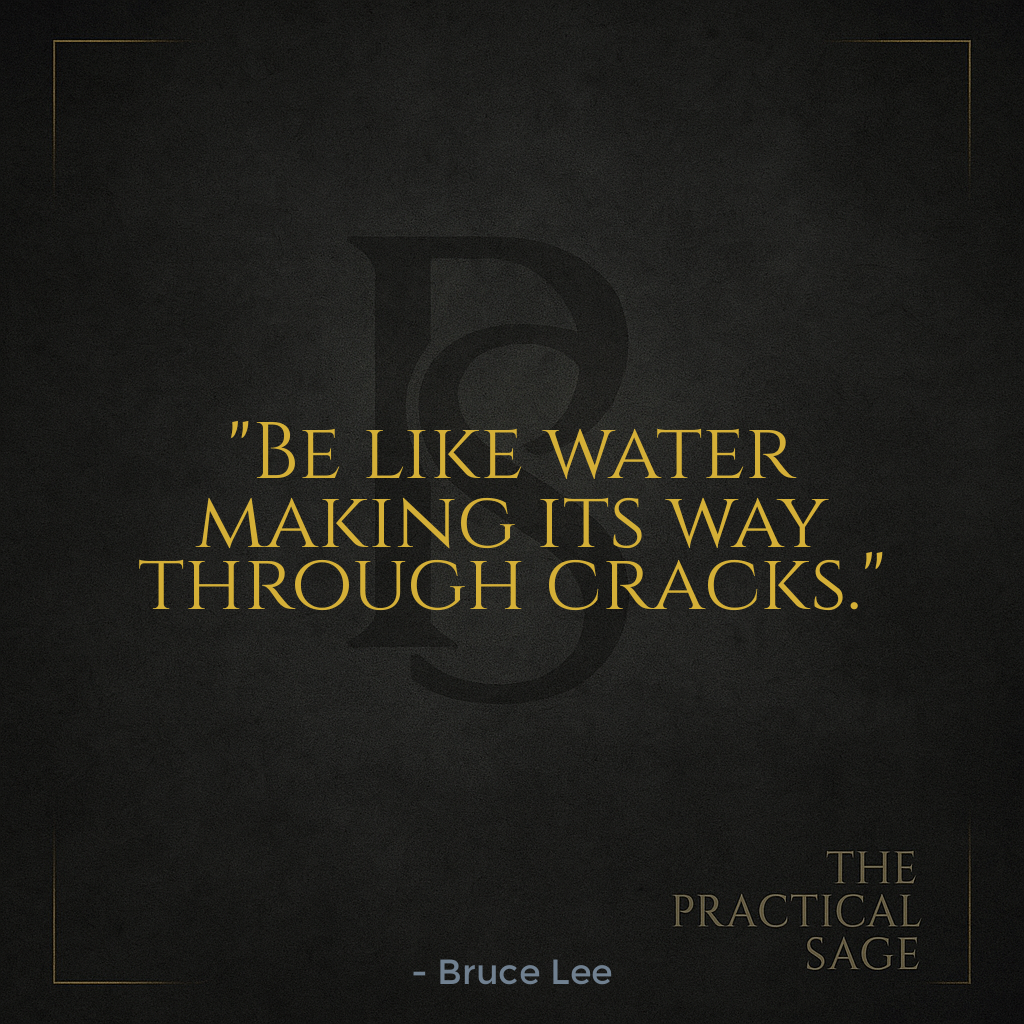 "Be like water
making its way
through cracks."
THE
PRACTICAL
SAGE
- Bruce Lee